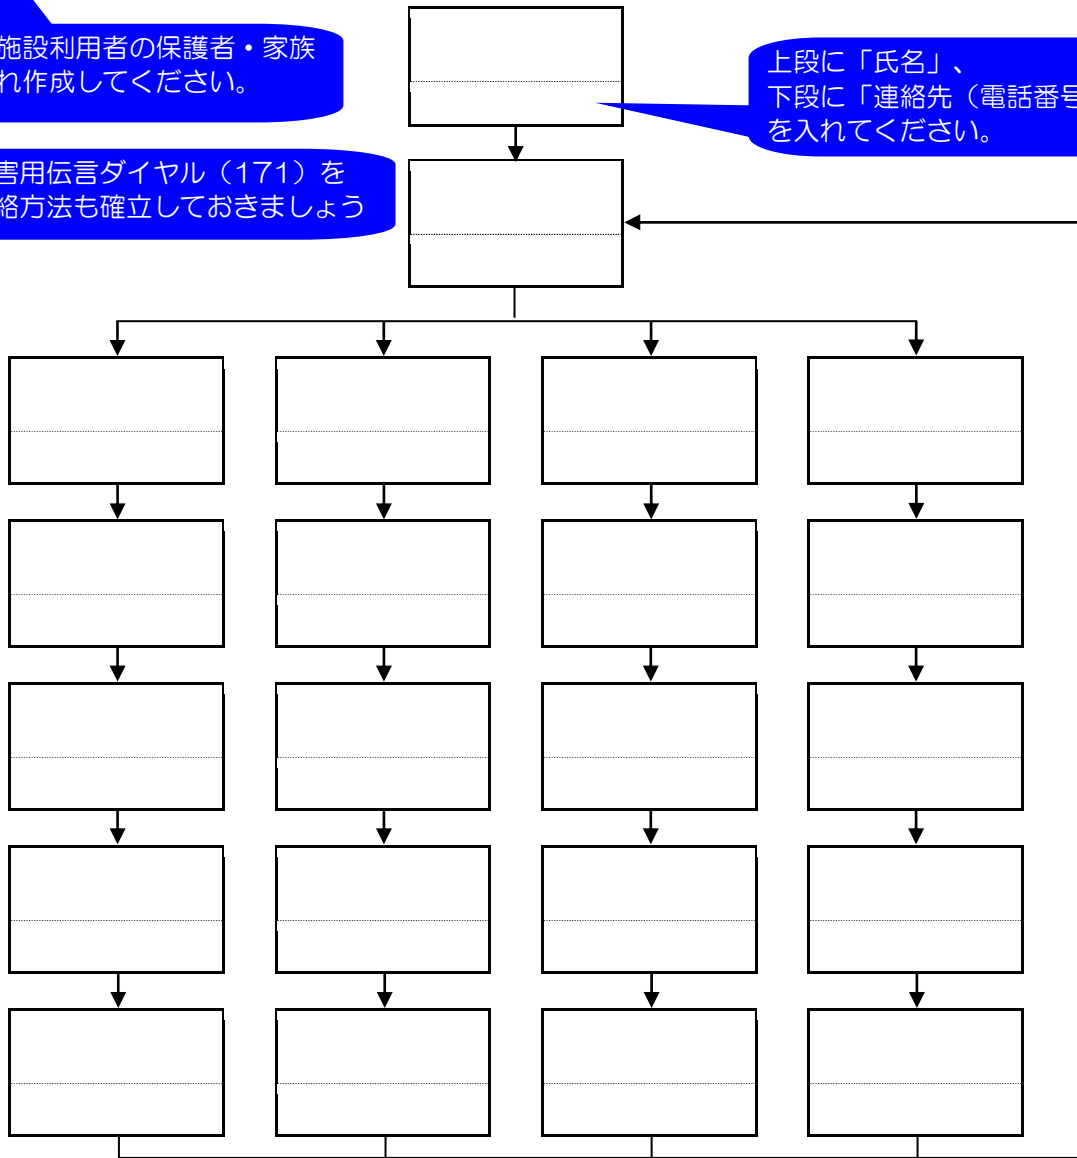 施設利用者の保護者・家族
れ作成してください。
上段に「氏名」、
下段に「連絡先（電話番号
を入れてください。
害用伝言ダイヤル（171）を
絡方法も確立しておきましょう